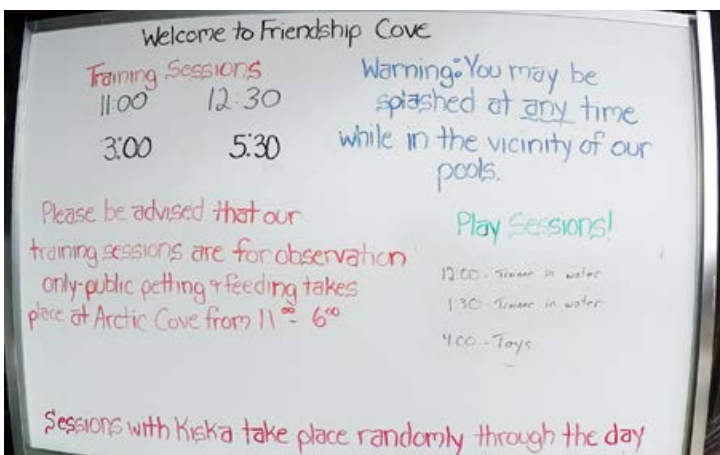 Welcome to Friendship Cove
Training Sessions
11:00 12:30
3:00 5:30
Warning: You may be
splashed at any time
while in the vicinity of our
pools.
Please be advised that our
training sessions are for observation
only-public petting & feeding takes
place at Arctic Cove from 11⁰⁰ - 6⁰⁰
Play Sessions!
12:00 - Trainer in water
1:30 - Trainer in water
4:00 - Toys
Sessions with Kiska take place randomly through the day